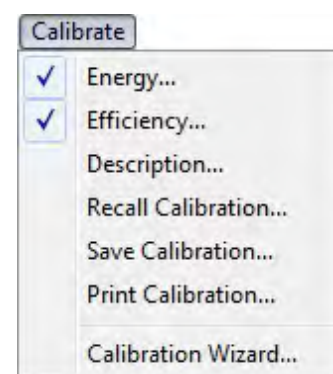 Calibrate
Energy...
Efficiency...
Description...
Recall Calibration...
Save Calibration...
Print Calibration...
Calibration Wizard...